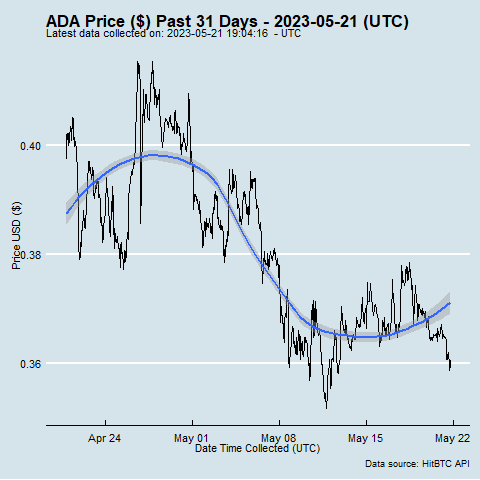 ADA Price ($) Past 31 Days - 2023-05-21 (UTC)
Latest data collected on: 2023-05-21 19:04:16 - UTC
0.40
0.38
0.36
Price USD ($)
Apr 24
May 01
May 08
May 15
May 22
Date Time Collected (UTC)
Data source: HitBTC API